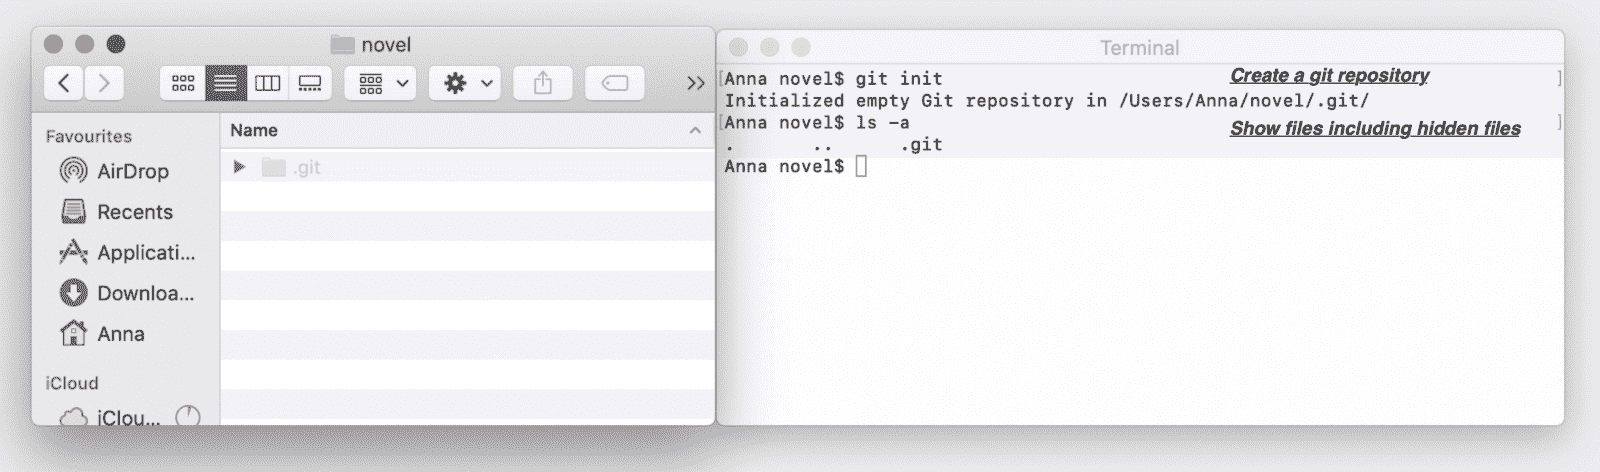 novel
Favourites
AirDrop
Recents
Applicati...
Downloa...
Anna
iCloud
iClou...
Name
.git
Terminal
Anna novel$ git init
Create a git repository
Initialized empty Git repository in /Users/Anna/novel/.git/
Anna novel$ ls -a
Show files including hidden files
. .. .git
Anna novel$